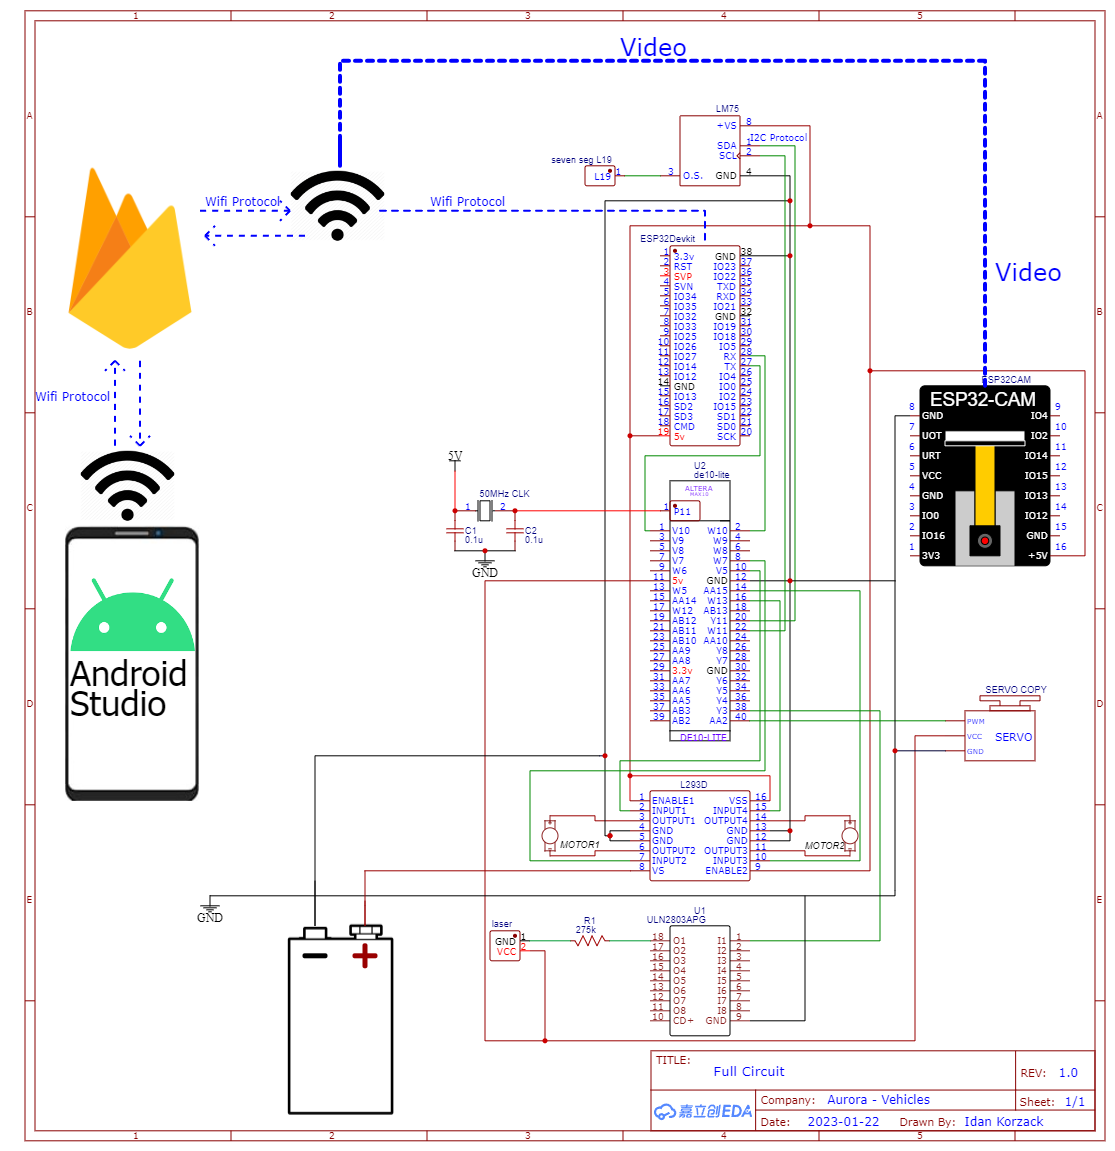 1 2 3 4 5
Video
A A
LM75
+VS 8
I2C Protocol
SDA 1
SCL 2
seven seg L19
L19 1
3 O.S. GND 4
Wifi Protocol
Wifi Protocol
ESP32Devkit
1 3.3v GND 38
2 RST IO23 37
3 SVP IO22 36
4 SVN TXD 35
5 IO34 RXD 34
6 IO35 IO21 33
7 IO32 GND 32
8 IO33 IO19 31
9 IO25 IO18 30
10 IO26 IO5 29
11 IO27 RX 28
12 IO14 TX 27
13 IO12 IO4 26
14 GND IO0 25
15 IO13 IO2 24
16 SD2 IO15 23
17 SD3 SD1 22
18 CMD SD0 21
19 5v SCK 20
Video
B B
Wifi Protocol
ESP32CAM
ESP32-CAM
8 GND IO4 9
7 UOT IO2 10
6 URT IO14 11
5 VCC IO15 12
4 GND IO13 13
3 IO0 IO12 14
2 IO16 GND 15
1 3V3 +5V 16
5V
50MHz CLK
1 2
C1
0.1u
C2
0.1u
GND
C C
U2
de10-lite
ALTERA
MAX10
1 P11
1 V10 W10 2
3 V9 W9 4
5 V8 W8 6
7 V7 W7 8
9 W6 V5 10
11 5v GND 12
13 W5 AA15 14
15 AA14 W13 16
17 W12 AB13 18
19 AB12 Y11 20
21 AB11 W11 22
23 AB10 AA10 24
25 AA9 Y8 26
27 AA8 Y7 28
29 3.3v GND 30
31 AA7 Y6 32
33 AA6 Y5 34
35 AA5 Y4 36
37 AB3 Y3 38
39 AB2 AA2 40
DE10-LITE
Android
Studio
D D
SERVO COPY
PWM
VCC
GND
SERVO
L293D
1 ENABLE1 VSS 16
2 INPUT1 INPUT4 15
3 OUTPUT1 OUTPUT4 14
4 GND GND 13
5 GND GND 12
6 OUTPUT2 OUTPUT3 11
7 INPUT2 INPUT3 10
8 VS ENABLE2 9
MOTOR1
MOTOR2
E E
GND
laser
GND 1
VCC 2
R1
275k
U1
ULN2803APG
18 O1 I1 1
17 O2 I2 2
16 O3 I3 3
15 O4 I4 4
14 O5 I5 5
13 O6 I6 6
12 O7 I7 7
11 O8 I8 8
10 CD+ GND 9
TITLE:
Full Circuit
REV: 1.0
嘉立创EDA
Company: Aurora - Vehicles
Sheet: 1/1
Date: 2023-01-22 Drawn By: Idan Korzack
1 2 3 4 5